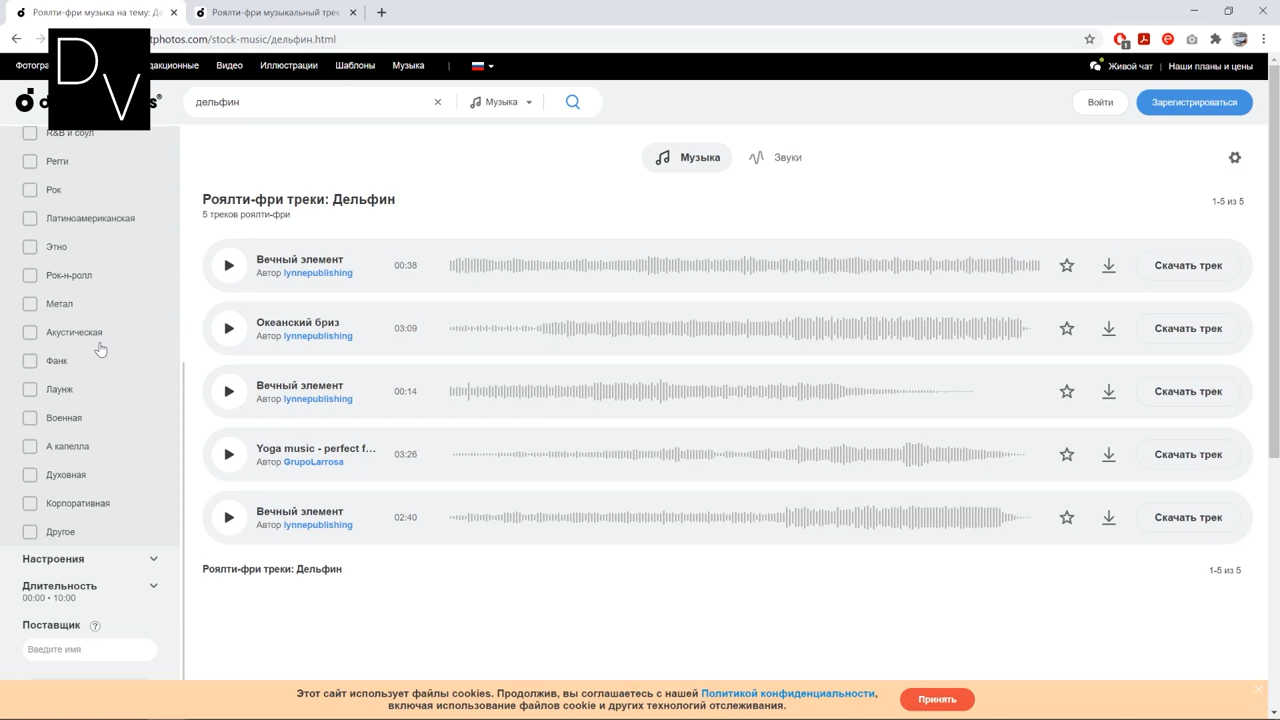 Роялти-фри музыка на тему: Де
Роялти-фри музыкальный трек
tphotos.com/stock-music/дельфин.html
1
Фотогра
дакционные
Видео
Иллюстрации
Шаблоны
Музыка
Живой чат
Наши планы и цены
DV
d
s®
дельфин
Музыка
Войти
Зарегистрироваться
R&B и соул
Регги
Рок
Латиноамериканская
Этно
Рок-н-ролл
Метал
Акустическая
Фанк
Лаунж
Военная
А капелла
Духовная
Корпоративная
Другое
Настроения
Длительность
00:00 • 10:00
Поставщик ?
Введите имя
Музыка
Звуки
Роялти-фри треки: Дельфин
5 треков роялти-фри
1-5 из 5
Вечный элемент
Автор lynnepublishing
00:38
Скачать трек
Океанский бриз
Автор lynnepublishing
03:09
Скачать трек
Вечный элемент
Автор lynnepublishing
00:14
Скачать трек
Yoga music - perfect f...
Автор GrupoLarrosa
03:26
Скачать трек
Вечный элемент
Автор lynnepublishing
02:40
Скачать трек
Роялти-фри треки: Дельфин
1-5 из 5
Этот сайт использует файлы cookies. Продолжив, вы соглашаетесь с нашей Политикой конфиденциальности,
включая использование файлов cookie и других технологий отслеживания.
Принять